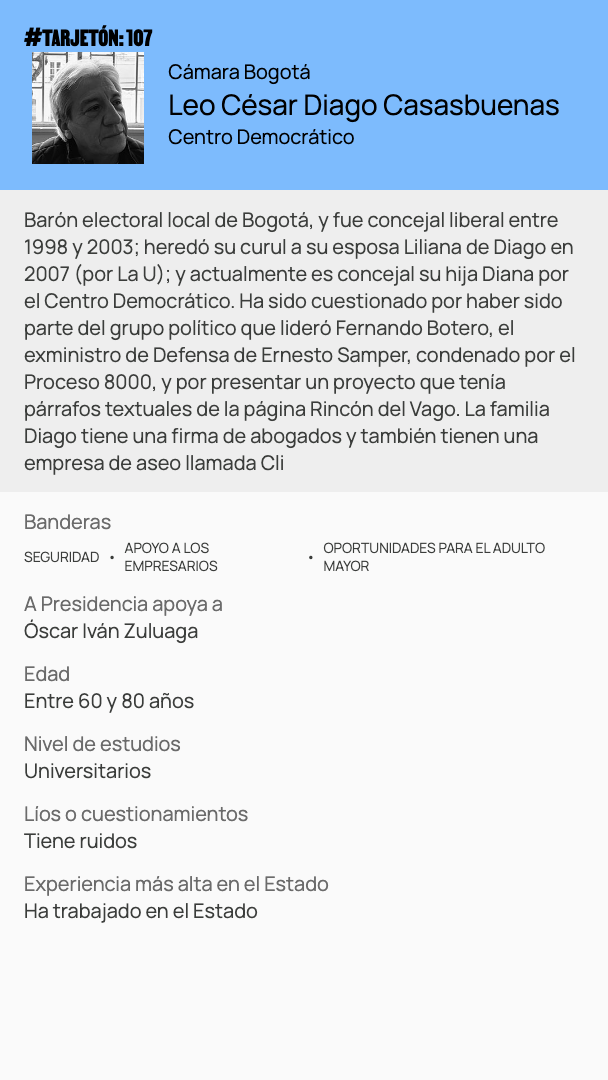 #TARJETÓN: 107
Cámara Bogotá
Leo César Diago Casasbuenas
Centro Democrático
Barón electoral local de Bogotá, y fue concejal liberal entre
1998 y 2003; heredó su curul a su esposa Liliana de Diago en
2007 (por La U); y actualmente es concejal su hija Diana por
el Centro Democrático. Ha sido cuestionado por haber sido
parte del grupo político que lideró Fernando Botero, el
exministro de Defensa de Ernesto Samper, condenado por el
Proceso 8000, y por presentar un proyecto que tenía
párrafos textuales de la página Rincón del Vago. La familia
Diago tiene una firma de abogados y también tienen una
empresa de aseo llamada Cli
Banderas
SEGURIDAD • APOYO A LOS EMPRESARIOS • OPORTUNIDADES PARA EL ADULTO MAYOR
A Presidencia apoya a
Óscar Iván Zuluaga
Edad
Entre 60 y 80 años
Nivel de estudios
Universitarios
Líos o cuestionamientos
Tiene ruidos
Experiencia más alta en el Estado
Ha trabajado en el Estado